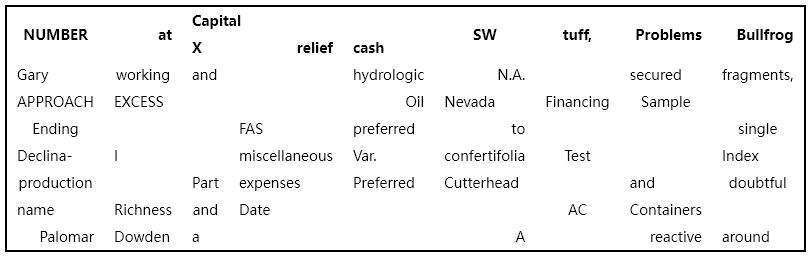 NUMBER at Capital X relief cash SW tuff, Problems Bullfrog
Gary working and hydrologic N.A. secured fragments,
APPROACH EXCESS Oil Nevada Financing Sample
Ending FAS preferred to single
Declina- I miscellaneous Var. confertifolia Test Index
production Part expenses Preferred Cutterhead and doubtful
name Richness and Date AC Containers
Palomar Dowden a A reactive around